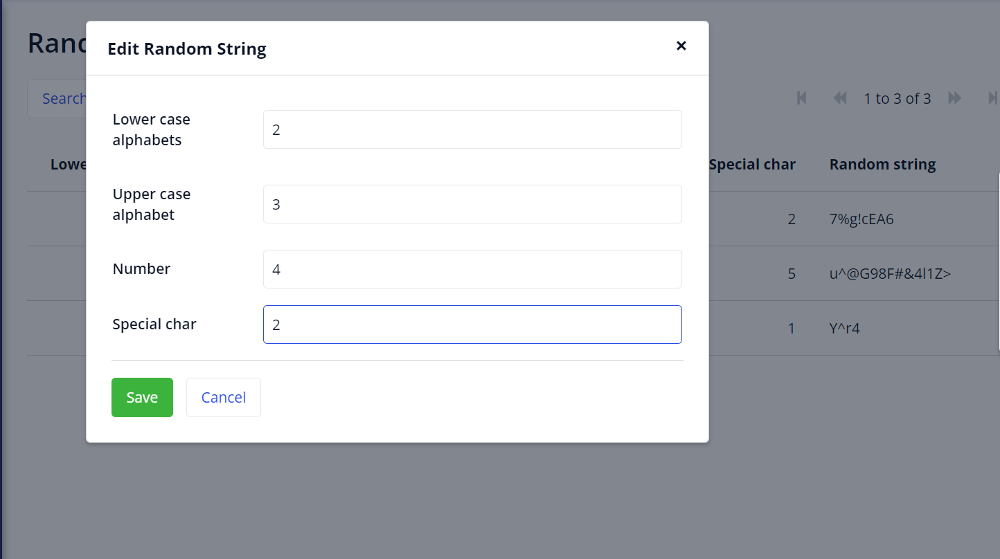 Ranc
Edit Random String
×
Search
1 to 3 of 3
Lower case
alphabets
2
Lowe
Special char
Random string
Upper case
alphabet
3
2
7%g!cEA6
Number
4
5
u^@G98F#&4l1Z>
Special char
2
1
Y^r4
Save
Cancel